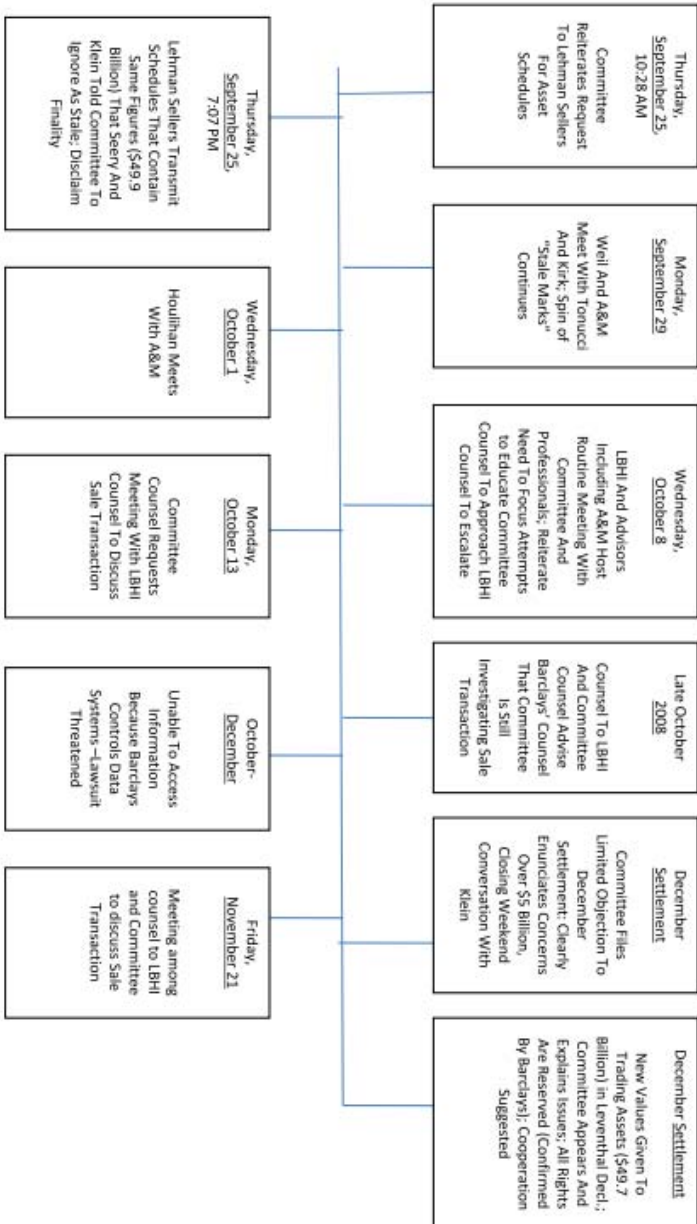 Thursday,
September 25,
10:28 AM
Committee
Reiterates Request
To Lehman Sellers
For Asset
Schedules
Monday,
September 29
Weil And A&M
Meet With Tonucci
And Kirk; Spin of
"Stale Marks"
Continues
Wednesday,
October 8
LBHI And Advisors
Including A&M Host
Routine Meeting With
Committee And
Professionals; Reiterate
Need To Focus Attempts
to Educate Committee
Counsel To Approach LBHI
Counsel To Escalate
Late October
2008
Counsel To LBHI
And Committee
Counsel Advise
Barclays' Counsel
That Committee
Is Still
Investigating Sale
Transaction
December
Settlement
Committee Files
Limited Objection To
December
Settlement: Clearly
Enunciates Concerns
Over $5 Billion,
Closing Weekend
Conversation With
Klein
December Settlement
New Values Given To
Trading Assets ($49.7
Billion) in Leventhal Decl.;
Committee Appears And
Explains Issues; All Rights
Are Reserved (Confirmed
By Barclays); Cooperation
Suggested
Thursday,
September 25,
7:07 PM
Lehman Sellers Transmit
Schedules That Contain
Same Figures ($49.9
Billion) That Seery And
Klein Told Committee To
Ignore As Stale; Disclaim
Finality
Wednesday,
October 1
Houlihan Meets
With A&M
Monday,
October 13
Committee
Counsel Requests
Meeting With LBHI
Counsel To Discuss
Sale Transaction
October-
December
Unable To Access
Information
Because Barclays
Controls Data
Systems –Lawsuit
Threatened
Friday,
November 21
Meeting among
counsel to LBHI
and Committee
to discuss Sale
Transaction